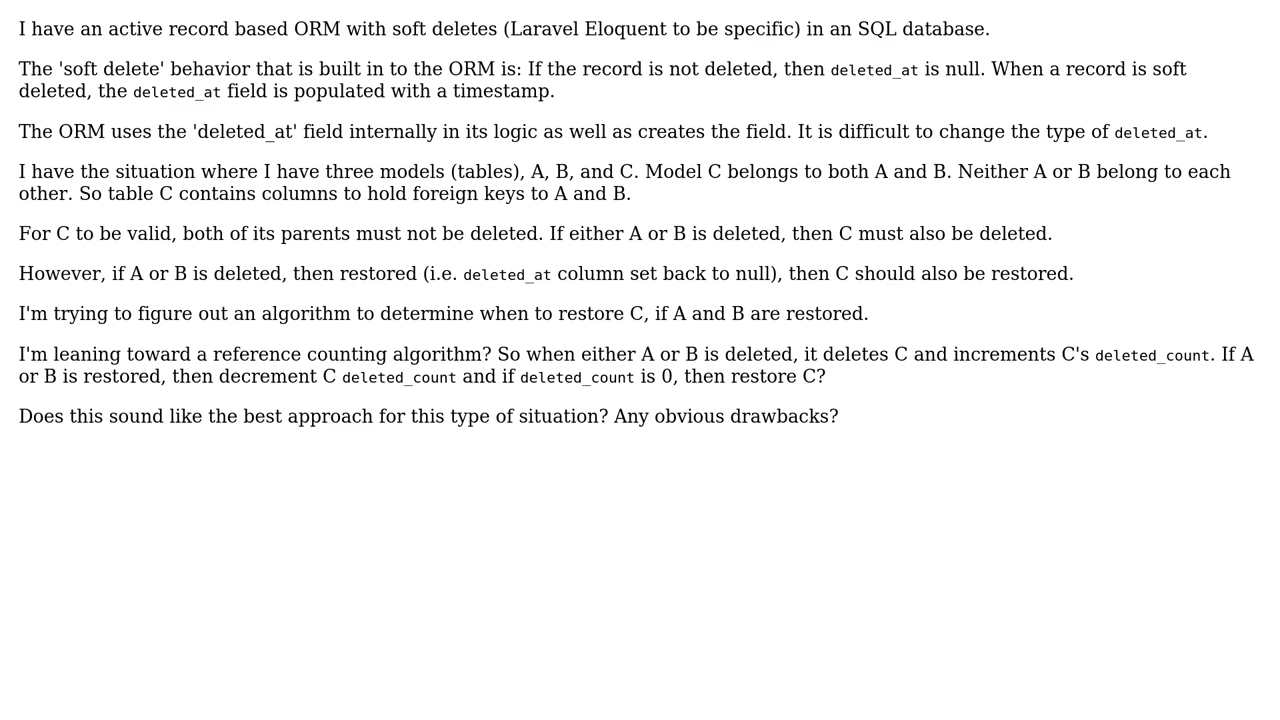 I have an active record based ORM with soft deletes (Laravel Eloquent to be specific) in an SQL database.
The 'soft delete' behavior that is built in to the ORM is: If the record is not deleted, then deleted_at is null. When a record is soft
deleted, the deleted_at field is populated with a timestamp.
The ORM uses the 'deleted_at' field internally in its logic as well as creates the field. It is difficult to change the type of deleted_at.
I have the situation where I have three models (tables), A, B, and C. Model C belongs to both A and B. Neither A or B belong to each
other. So table C contains columns to hold foreign keys to A and B.
For C to be valid, both of its parents must not be deleted. If either A or B is deleted, then C must also be deleted.
However, if A or B is deleted, then restored (i.e. deleted_at column set back to null), then C should also be restored.
I'm trying to figure out an algorithm to determine when to restore C, if A and B are restored.
I'm leaning toward a reference counting algorithm? So when either A or B is deleted, it deletes C and increments C's deleted_count. If A
or B is restored, then decrement C deleted_count and if deleted_count is 0, then restore C?
Does this sound like the best approach for this type of situation? Any obvious drawbacks?